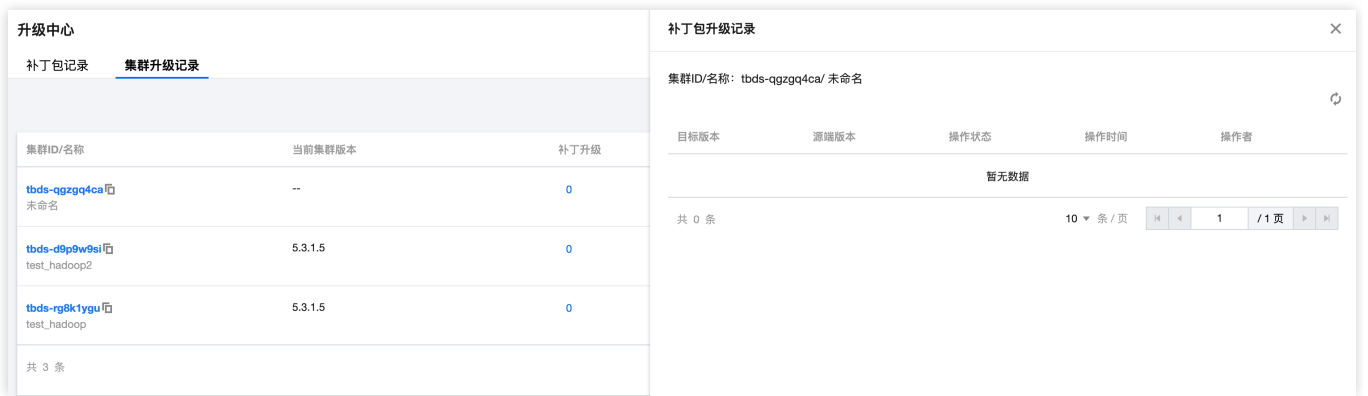 升级中心
补丁包记录 集群升级记录
集群ID/名称 当前集群版本 补丁升级
tbds-qgzgq4ca -- 0
未命名
tbds-d9p9w9si 5.3.1.5 0
test_hadoop2
tbds-rg8k1ygu 5.3.1.5 0
test_hadoop
共 3 条
补丁包升级记录
集群ID/名称：tbds-qgzgq4ca/ 未命名
目标版本 源端版本 操作状态 操作时间 操作者
暂无数据
共 0 条 10 条 / 页 1 / 1 页